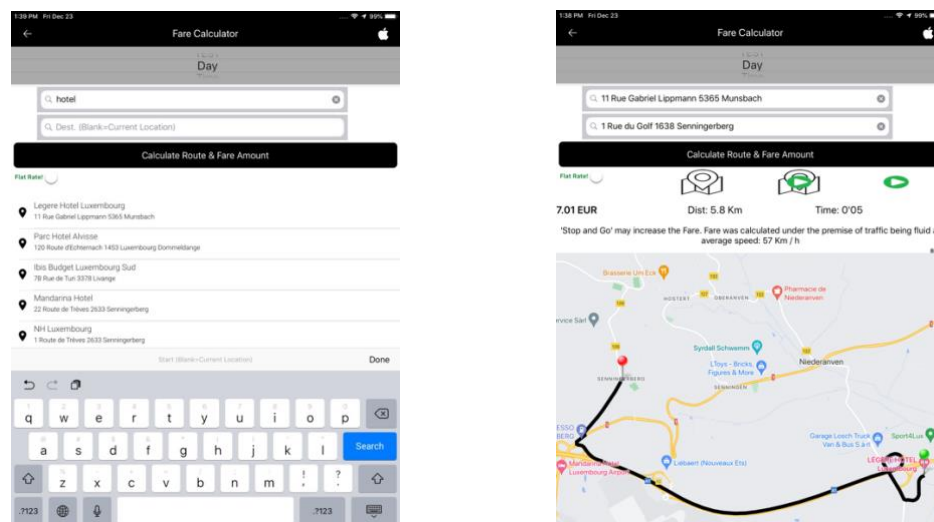 1:39 PM Fri Dec 23
99%
Fare Calculator
Day
hotel
Dest. (Blank=Current Location)
Calculate Route & Fare Amount
Flat Rate!
Legere Hotel Luxembourg
11 Rue Gabriel Lippmann 5365 Munsbach
Parc Hotel Alvisse
120 Route d'Echternach 1453 Luxembourg Dommeldange
Ibis Budget Luxembourg Sud
7B Rue de Turi 3378 Livange
Mandarina Hotel
22 Route de Trèves 2633 Senningerberg
NH Luxembourg
1 Route de Trèves 2633 Senningerberg
Start (Blank=Current Location)
Done
q w e r t y u i o p
a s d f g h j k l
Search
z x c v b n m ! , ? .
.?123
.?123
1:38 PM Fri Dec 23
99%
Fare Calculator
Day
11 Rue Gabriel Lippmann 5365 Munsbach
1 Rue du Golf 1638 Senningerberg
Calculate Route & Fare Amount
Flat Rate!
7.01 EUR
Dist: 5.8 Km
Time: 0'05
'Stop and Go' may increase the Fare. Fare was calculated under the premise of traffic being fluid
average speed: 57 Km / h
Brasserie Um Eck
HOSTERT
OBERANVEN
Pharmacie de
Niederanven
ervice Sàrl
Syrdall Schwemm
LToys - Bricks,
Figures & More
Niederanven
SENNINGERBERG
SENNINGEN
ESSO
BERG
Garage Losch Truck
Van & Bus S.à r.l
Sport4Lux
Mandarina Hotel
Luxembourg Airport
Liebaert (Nouveaux Ets)
LÉGÈRE HOTEL
Luxembourg